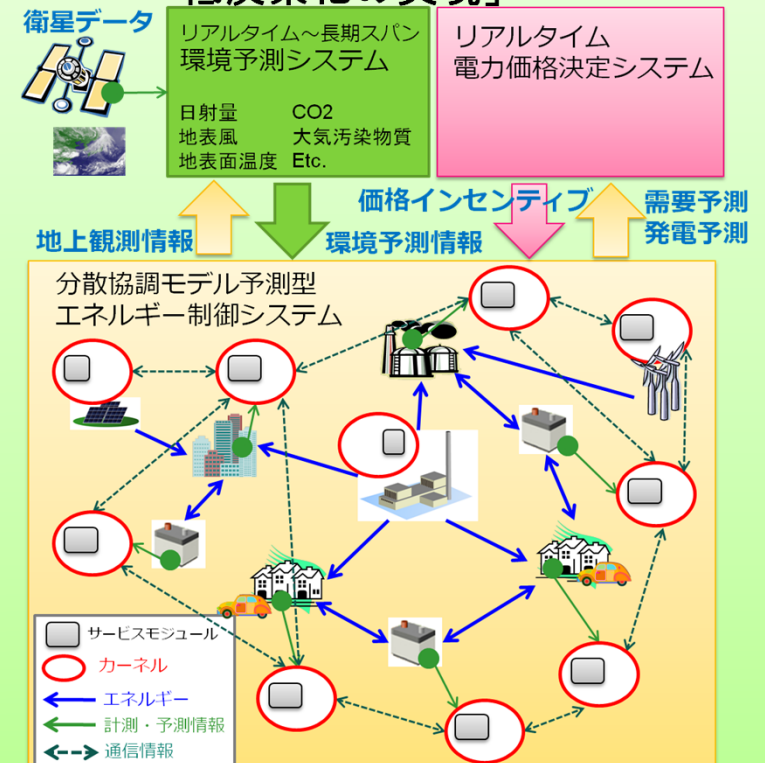 低炭素化の実現」
衛星データ
リアルタイム～長期スパン
環境予測システム
日射量 CO2
地表風 大気汚染物質
地表面温度 Etc.
リアルタイム
電力価格決定システム
価格インセンティブ
需要予測
発電予測
地上観測情報
環境予測情報
分散協調モデル予測型
エネルギー制御システム
サービスモジュール
カーネル
エネルギー
計測・予測情報
通信情報